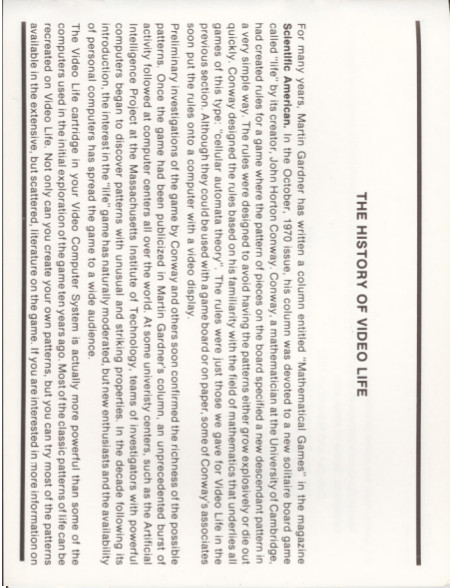 THE HISTORY OF VIDEO LIFE
For many years, Martin Gardner has written a column entitled "Mathematical Games" in the magazine
Scientific American. In the October, 1970 issue, his column was devoted to a new solitaire board game
called "life" by its creator, John Horton Conway. Conway, a mathematician at the University of Cambridge,
had created rules for a game where the pattern of pieces on the board specified a new descendant pattern in
a very simple way. The rules were designed to avoid having the patterns either grow explosively or die out
quickly. Conway designed the rules based on his familiarity with the field of mathematics that underlies all
games of this type: "cellular automata theory". The rules were just those we gave for Video Life in the
previous section. Although they could be used with a game board or on paper, some of Conway's associates
soon put the rules onto a computer with a video display.
Preliminary investigations of the game by Conway and others soon confirmed the richness of the possible
patterns. Once the game had been publicized in Martin Gardner's column, an unprecedented burst of
activity followed at computer centers all over the world. At some univeristy centers, such as the Artificial
Intelligence Project at the Massachusetts Institute of Technology, teams of investigators with powerful
computers began to discover patterns with unusual and striking properties. In the decade following its
introduction, the interest in the "life" game has naturally moderated, but new enthusiasts and the availability
of personal computers has spread the game to a wide audience.
The Video Life cartridge in your Video Computer System is actually more powerful than some of the
computers used in the initial exploration of the game ten years ago. Most of the classic patterns of life can be
recreated on Video Life. Not only can you create your own patterns, but you can try most of the patterns
available in the extensive, but scattered, literature on the game. If you are interested in more information on